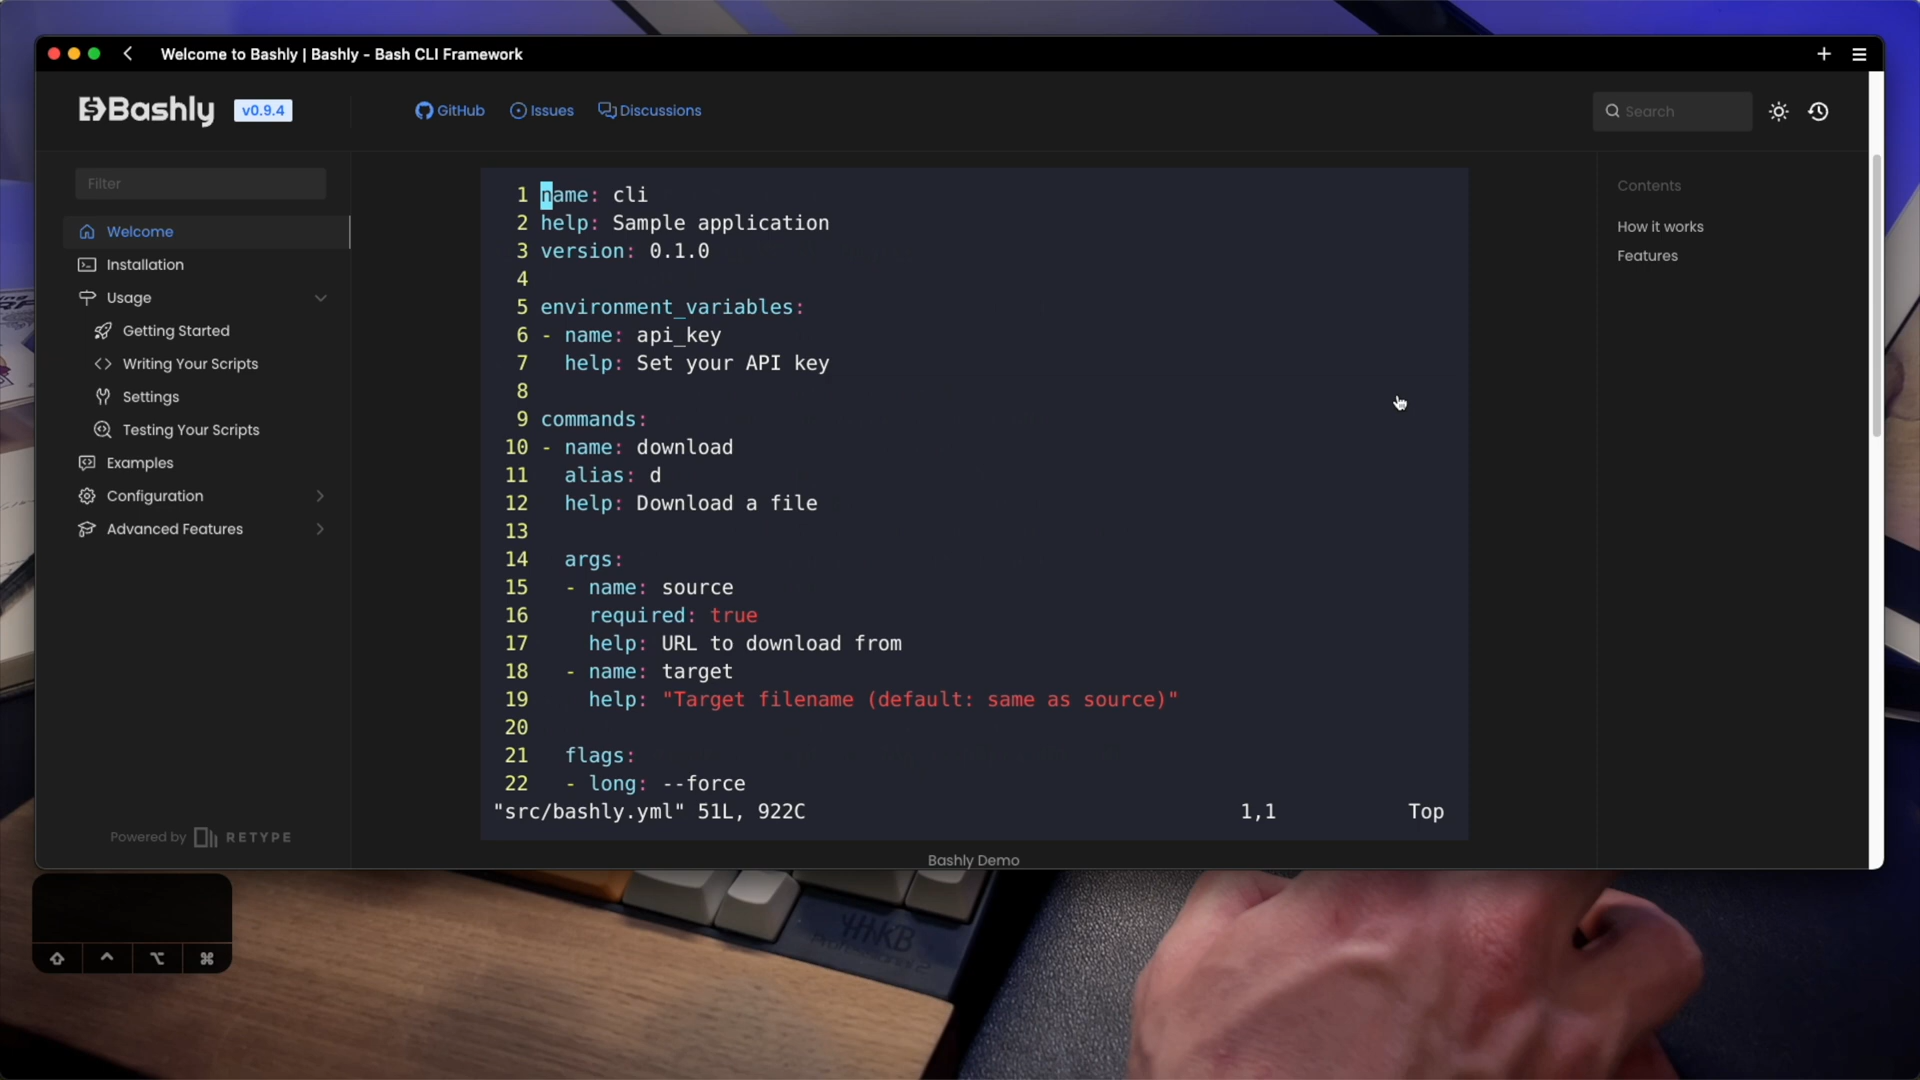 Welcome to Bashly | Bashly - Bash CLI Framework
Bashly v0.9.4
GitHub
Issues
Discussions
Search
Filter
Welcome
Installation
Usage
Getting Started
Writing Your Scripts
Settings
Testing Your Scripts
Examples
Configuration
Advanced Features
Powered by RETYPE
1 name: cli
2 help: Sample application
3 version: 0.1.0
4
5 environment_variables:
6 - name: api_key
7 help: Set your API key
8
9 commands:
10 - name: download
11 alias: d
12 help: Download a file
13
14 args:
15 - name: source
16 required: true
17 help: URL to download from
18 - name: target
19 help: "Target filename (default: same as source)"
20
21 flags:
22 - long: --force
"src/bashly.yml" 51L, 922C 1,1 Top
Bashly Demo
Contents
How it works
Features
HHKB